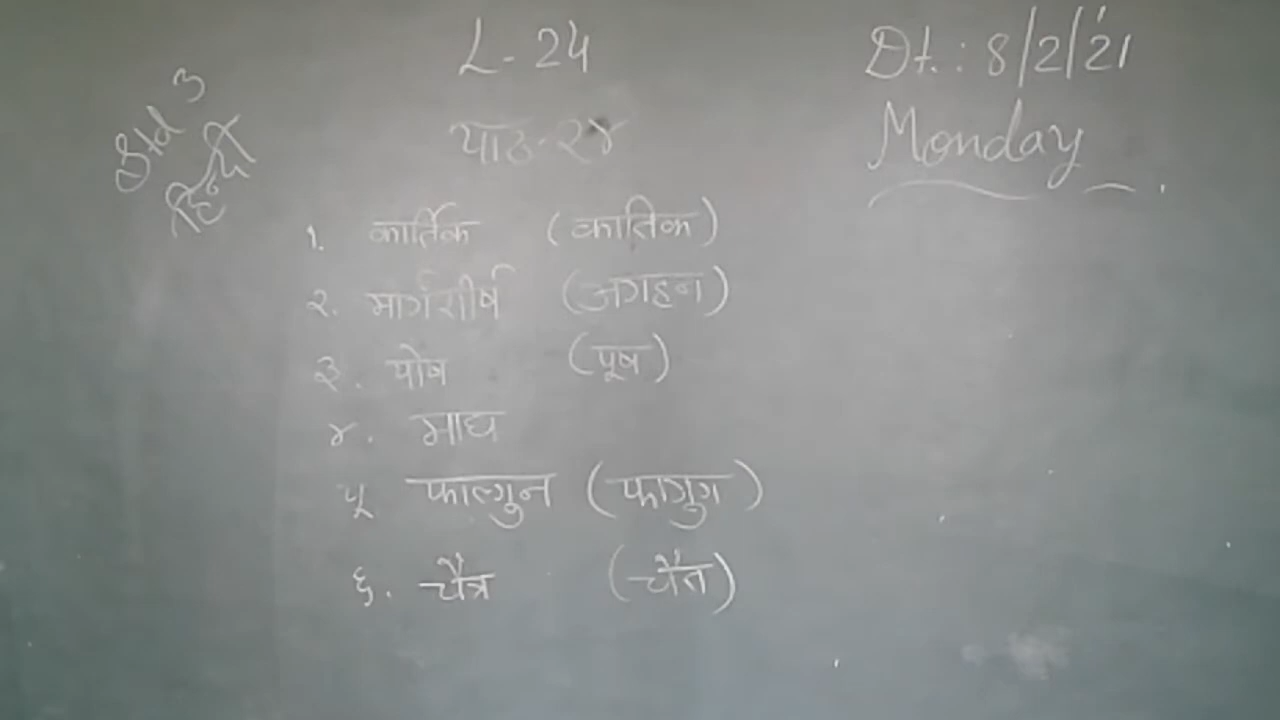 Std 3
हिन्दी
L-24
पाठ-२४
Dt.: 8/2/'21
Monday
१. कार्तिक (कातिक)
२. मार्गशीर्ष (अगहन)
३. पोष (पूष)
४. माघ
५ फाल्गुन (फागुग)
६. चैत्र (चैत)